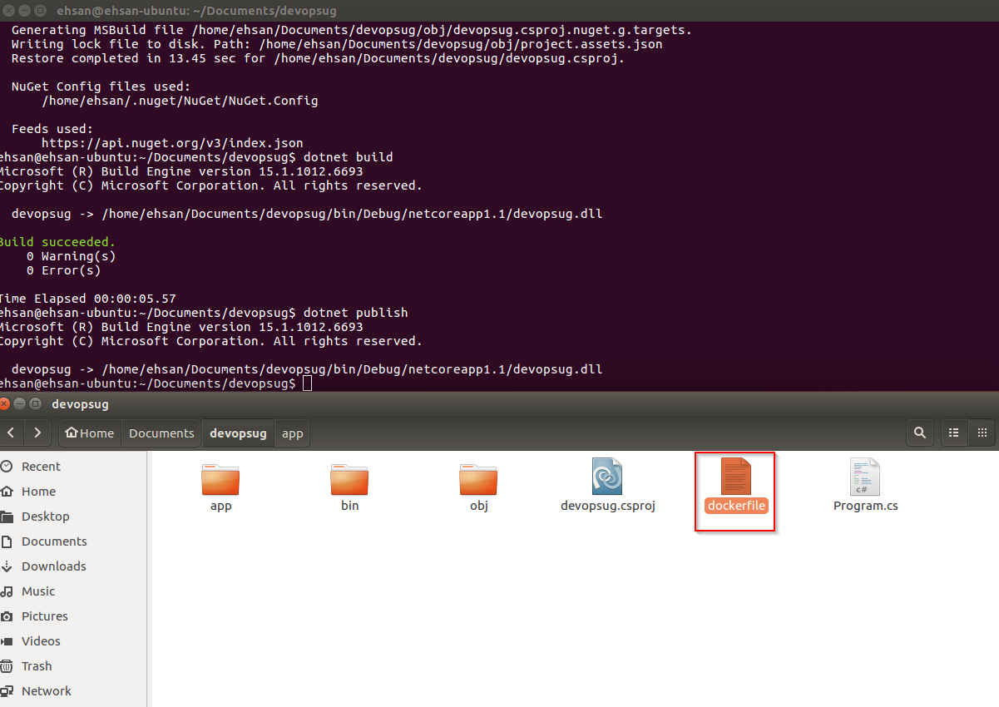 ehsan@ehsan-ubuntu: ~/Documents/devopsug
Generating MSBuild file /home/ehsan/Documents/devopsug/obj/devopsug.csproj.nuget.g.targets.
Writing lock file to disk. Path: /home/ehsan/Documents/devopsug/obj/project.assets.json
Restore completed in 13.45 sec for /home/ehsan/Documents/devopsug/devopsug.csproj.
NuGet Config files used:
/home/ehsan/.nuget/NuGet/NuGet.Config
Feeds used:
https://api.nuget.org/v3/index.json
ehsan@ehsan-ubuntu:~/Documents/devopsug$ dotnet build
Microsoft (R) Build Engine version 15.1.1012.6693
Copyright (C) Microsoft Corporation. All rights reserved.
devopsug -> /home/ehsan/Documents/devopsug/bin/Debug/netcoreapp1.1/devopsug.dll
Build succeeded.
0 Warning(s)
0 Error(s)
Time Elapsed 00:00:05.57
ehsan@ehsan-ubuntu:~/Documents/devopsug$ dotnet publish
Microsoft (R) Build Engine version 15.1.1012.6693
Copyright (C) Microsoft Corporation. All rights reserved.
devopsug -> /home/ehsan/Documents/devopsug/bin/Debug/netcoreapp1.1/devopsug.dll
ehsan@ehsan-ubuntu:~/Documents/devopsug$
devopsug
Home Documents devopsug app
Recent
Home
Desktop
Documents
Downloads
Music
Pictures
Videos
Trash
Network
app bin obj devopsug.csproj dockerfile c# Program.cs